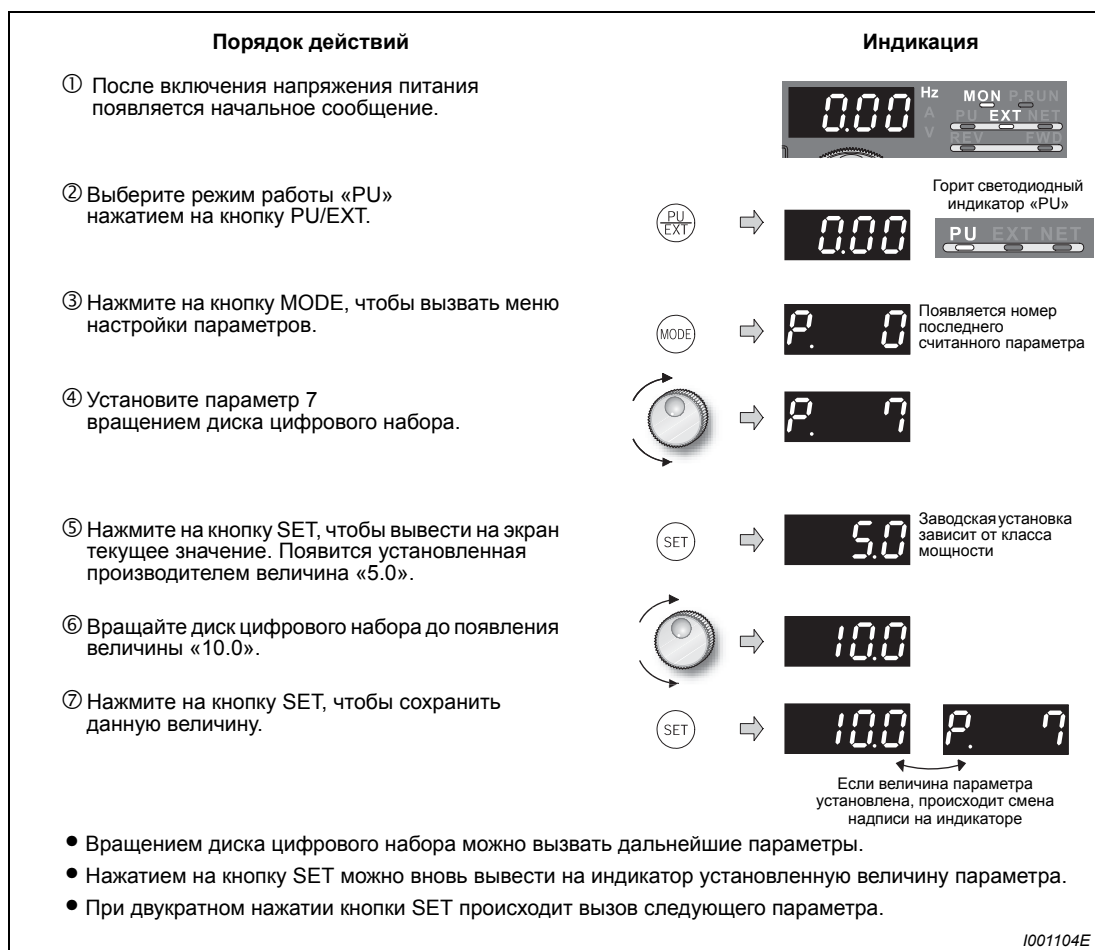 Порядок действий
Индикация
① После включения напряжения питания
появляется начальное сообщение.
0.00 Hz MON P.RUN
A PU EXT NET
V REV FWD
② Выберите режим работы «PU»
нажатием на кнопку PU/EXT.
PU
EXT
0.00
Горит светодиодный
индикатор «PU»
PU EXT NET
③ Нажмите на кнопку MODE, чтобы вызвать меню
настройки параметров.
MODE
P. 0
Появляется номер
последнего
считанного параметра
④ Установите параметр 7
вращением диска цифрового набора.
P. 7
⑤ Нажмите на кнопку SET, чтобы вывести на экран
текущее значение. Появится установленная
производителем величина «5.0».
SET
5.0
Заводская установка
зависит от класса
мощности
⑥ Вращайте диск цифрового набора до появления
величины «10.0».
10.0
⑦ Нажмите на кнопку SET, чтобы сохранить
данную величину.
SET
10.0 P. 7
Если величина параметра
установлена, происходит смена
надписи на индикаторе
● Вращением диска цифрового набора можно вызвать дальнейшие параметры.
● Нажатием на кнопку SET можно вновь вывести на индикатор установленную величину параметра.
● При двукратном нажатии кнопки SET происходит вызов следующего параметра.
I001104E